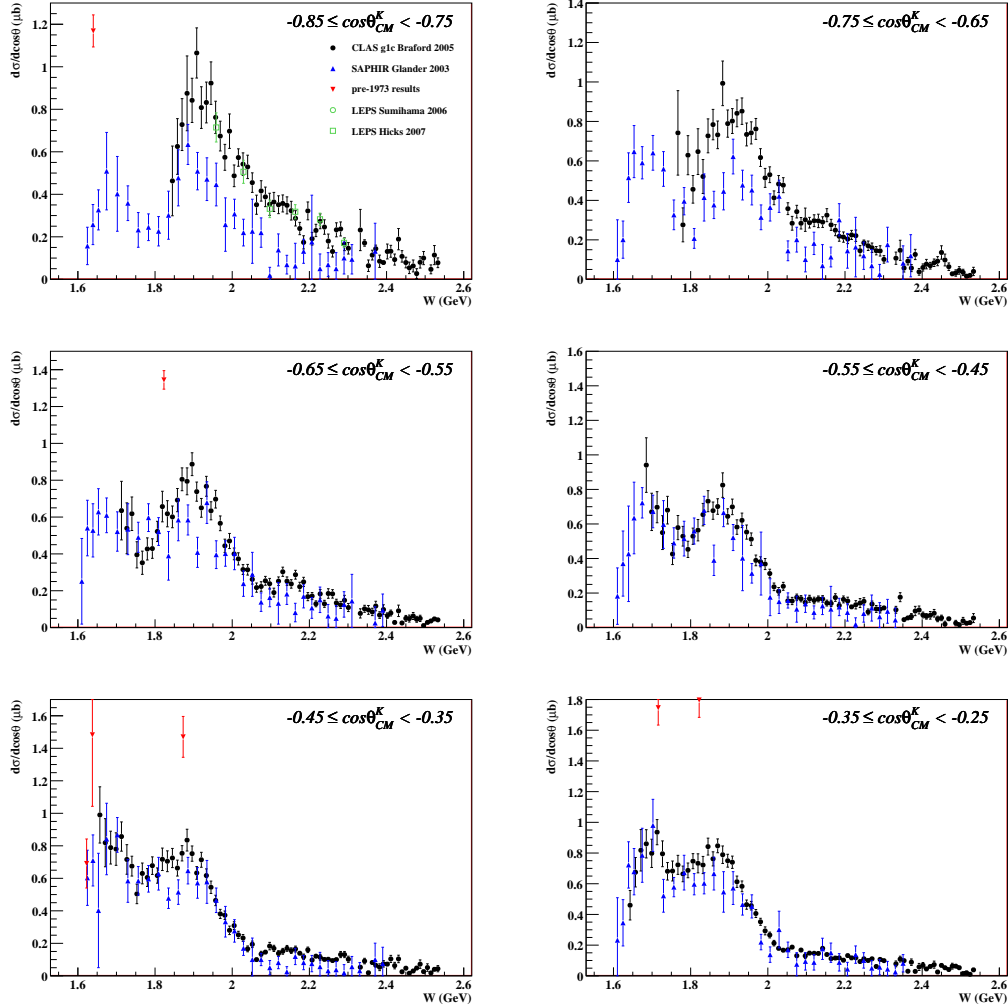 dσ/dcosθ (μb)
-0.85 ≤ cosθ^K_CM < -0.75
CLAS g1c Braford 2005
SAPHIR Glander 2003
pre-1973 results
LEPS Sumihama 2006
LEPS Hicks 2007
1.2
1
0.8
0.6
0.4
0.2
0
1.6 1.8 2 2.2 2.4 2.6
W (GeV)
dσ/dcosθ (μb)
-0.75 ≤ cosθ^K_CM < -0.65
1.4
1.2
1
0.8
0.6
0.4
0.2
0
1.6 1.8 2 2.2 2.4 2.6
W (GeV)
dσ/dcosθ (μb)
-0.65 ≤ cosθ^K_CM < -0.55
1.4
1.2
1
0.8
0.6
0.4
0.2
0
1.6 1.8 2 2.2 2.4 2.6
W (GeV)
dσ/dcosθ (μb)
-0.55 ≤ cosθ^K_CM < -0.45
1.6
1.4
1.2
1
0.8
0.6
0.4
0.2
0
1.6 1.8 2 2.2 2.4 2.6
W (GeV)
dσ/dcosθ (μb)
-0.45 ≤ cosθ^K_CM < -0.35
1.6
1.4
1.2
1
0.8
0.6
0.4
0.2
0
1.6 1.8 2 2.2 2.4 2.6
W (GeV)
dσ/dcosθ (μb)
-0.35 ≤ cosθ^K_CM < -0.25
1.8
1.6
1.4
1.2
1
0.8
0.6
0.4
0.2
0
1.6 1.8 2 2.2 2.4 2.6
W (GeV)